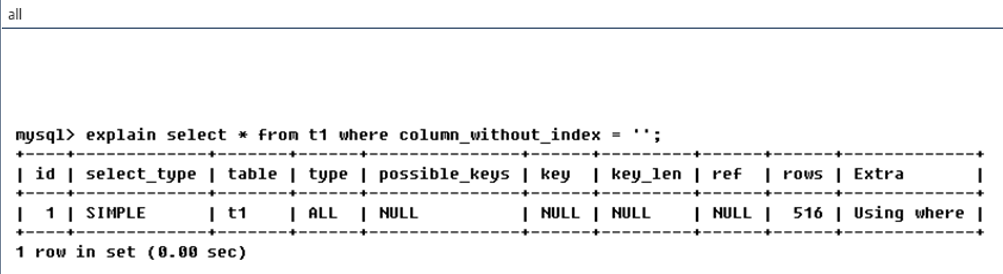 all
mysql> explain select * from t1 where column_without_index = '';
+----+-------------+-------+------+---------------+------+---------+------+------+-------------+
| id | select_type | table | type | possible_keys | key | key_len | ref | rows | Extra |
+----+-------------+-------+------+---------------+------+---------+------+------+-------------+
| 1 | SIMPLE | t1 | ALL | NULL | NULL | NULL | NULL | 516 | Using where |
+----+-------------+-------+------+---------------+------+---------+------+------+-------------+
1 row in set (0.00 sec)